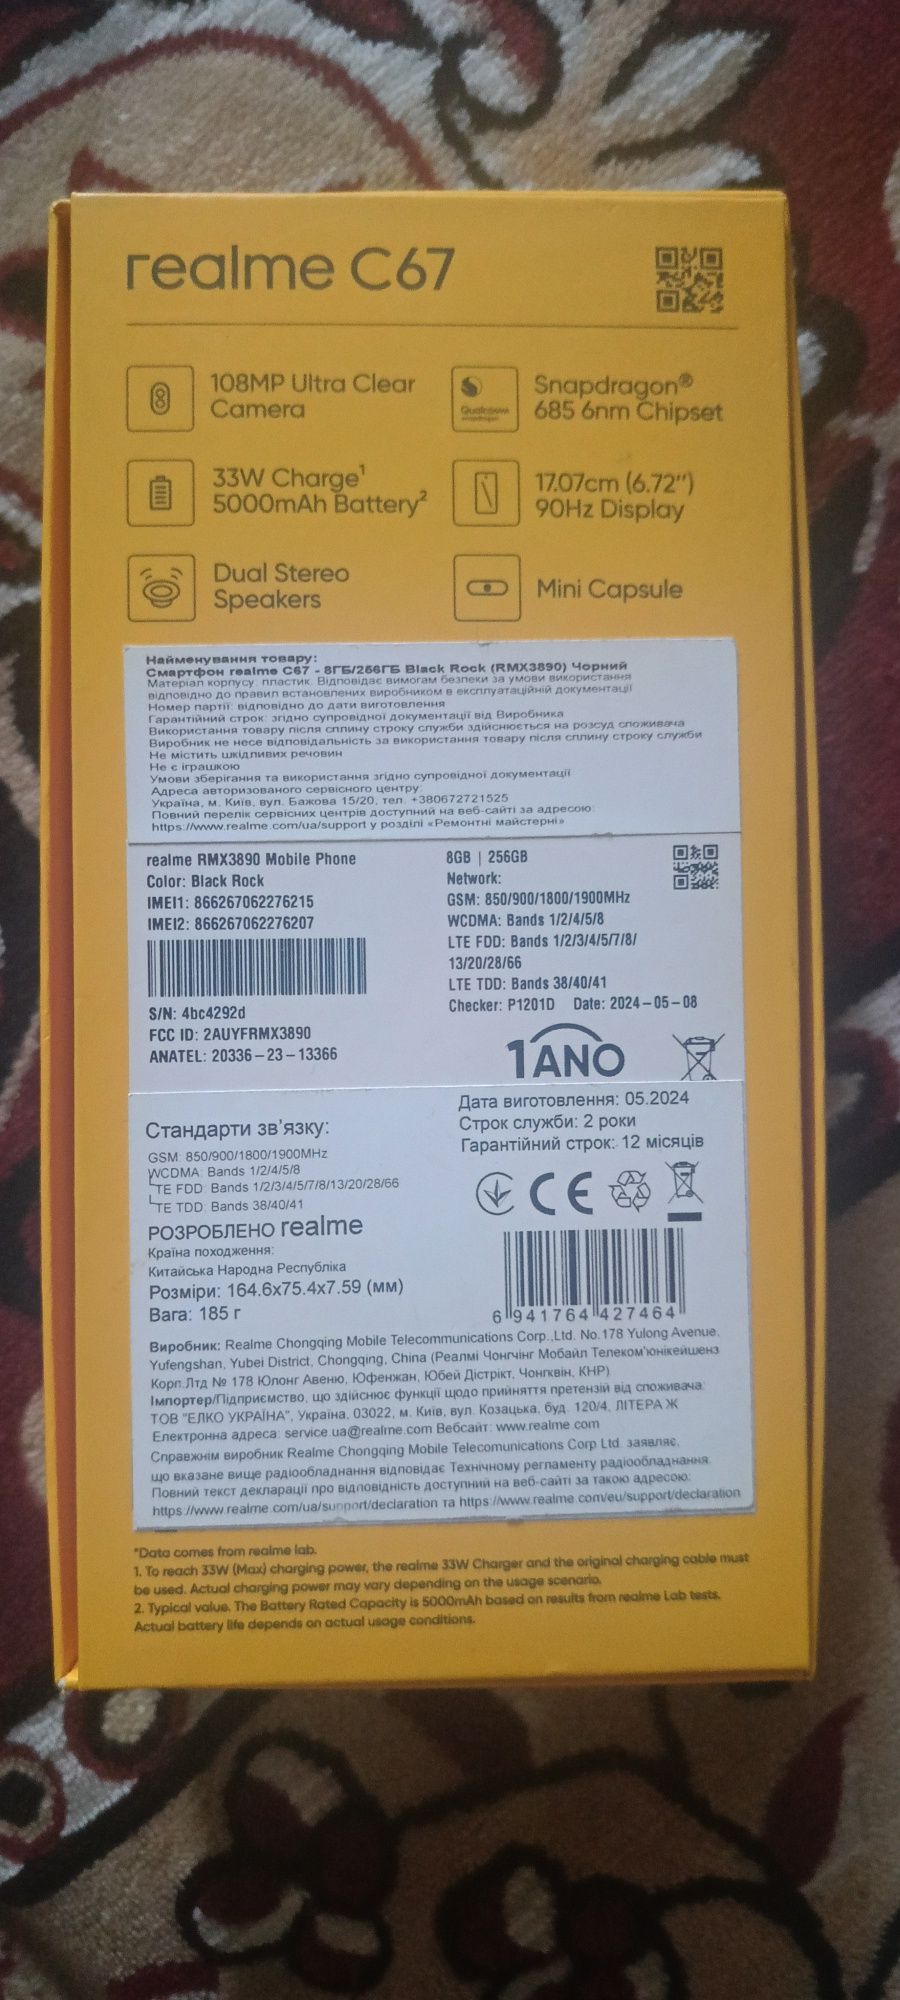 realme C67
108MP Ultra Clear
Camera
Snapdragon®
685 6nm Chipset
Qualcomm
snapdragon
33W Charge¹
5000mAh Battery²
17.07cm (6.72'')
90Hz Display
Dual Stereo
Speakers
Mini Capsule
Найменування товару:
Смартфон realme C67 - 8ГБ/256ГБ Black Rock (RMX3890) Чорний
Матеріал корпусу: пластик. Відповідає вимогам безпеки за умови використання
відповідно до правил встановлених виробником в експлуатаційній документації
Номер партії: відповідно до дати виготовлення
Гарантійний строк: згідно супровідної документації від Виробника
Використання товару після спливу строку служби здійснюється на розсуд споживача
Виробник не несе відповідальність за використання товару після спливу строку служби
Не містить шкідливих речовин
Не є іграшкою
Умови зберігання та використання згідно супровідної документації
Адреса авторизованого сервісного центру:
Україна, м. Київ, вул. Бажова 15/20, тел. +380672721525
Повний перелік сервісних центрів доступний на веб-сайті за адресою:
https://www.realme.com/ua/support у розділі «Ремонтні майстерні»
realme RMX3890 Mobile Phone
Color: Black Rock
IMEI1: 866267062276215
IMEI2: 866267062276207
S/N: 4bc4292d
FCC ID: 2AUYFRMX3890
ANATEL: 20336-23-13366
8GB | 256GB
Network:
GSM: 850/900/1800/1900MHz
WCDMA: Bands 1/2/4/5/8
LTE FDD: Bands 1/2/3/4/5/7/8/
13/20/28/66
LTE TDD: Bands 38/40/41
Checker: P1201D Date: 2024-05-08
1ANO
Стандарти зв'язку:
GSM: 850/900/1800/1900MHz
WCDMA: Bands 1/2/4/5/8
LTE FDD: Bands 1/2/3/4/5/7/8/13/20/28/66
LTE TDD: Bands 38/40/41
РОЗРОБЛЕНО realme
Країна походження:
Китайська Народна Республіка
Розміри: 164.6x75.4x7.59 (мм)
Вага: 185 г
Дата виготовлення: 05.2024
Строк служби: 2 роки
Гарантійний строк: 12 місяців
CE
6 941764 427464
Виробник: Realme Chongqing Mobile Telecommunications Corp.,Ltd. No.178 Yulong Avenue,
Yufengshan, Yubei District, Chongqing, China (Реалмі Чонгчінг Мобайл Телеком'юнікейшенз
Корп.Лтд № 178 Юлонг Авеню, Юфенжан, Юбей Дістрікт, Чонгквін, КНР)
Імпортер/Підприємство, що здійснює функції щодо прийняття претензій від споживача:
ТОВ "ЕЛКО УКРАЇНА", Україна, 03022, м. Київ, вул. Козацька, буд. 120/4, ЛІТЕРА Ж
Електронна адреса: service.ua@realme.com Вебсайт: www.realme.com
Справжнім виробник Realme Chongqing Mobile Telecomunications Corp Ltd. заявляє,
що вказане вище радіообладнання відповідає Технічному регламенту радіообладнання.
Повний текст декларації про відповідність доступний на веб-сайті за такою адресою:
https://www.realme.com/ua/support/declaration та https://www.realme.com/eu/support/declaration
*Data comes from realme lab.
1. To reach 33W (Max) charging power, the realme 33W Charger and the original charging cable must
be used. Actual charging power may vary depending on the usage scenario.
2. Typical value. The Battery Rated Capacity is 5000mAh based on results from realme Lab tests.
Actual battery life depends on actual usage conditions.